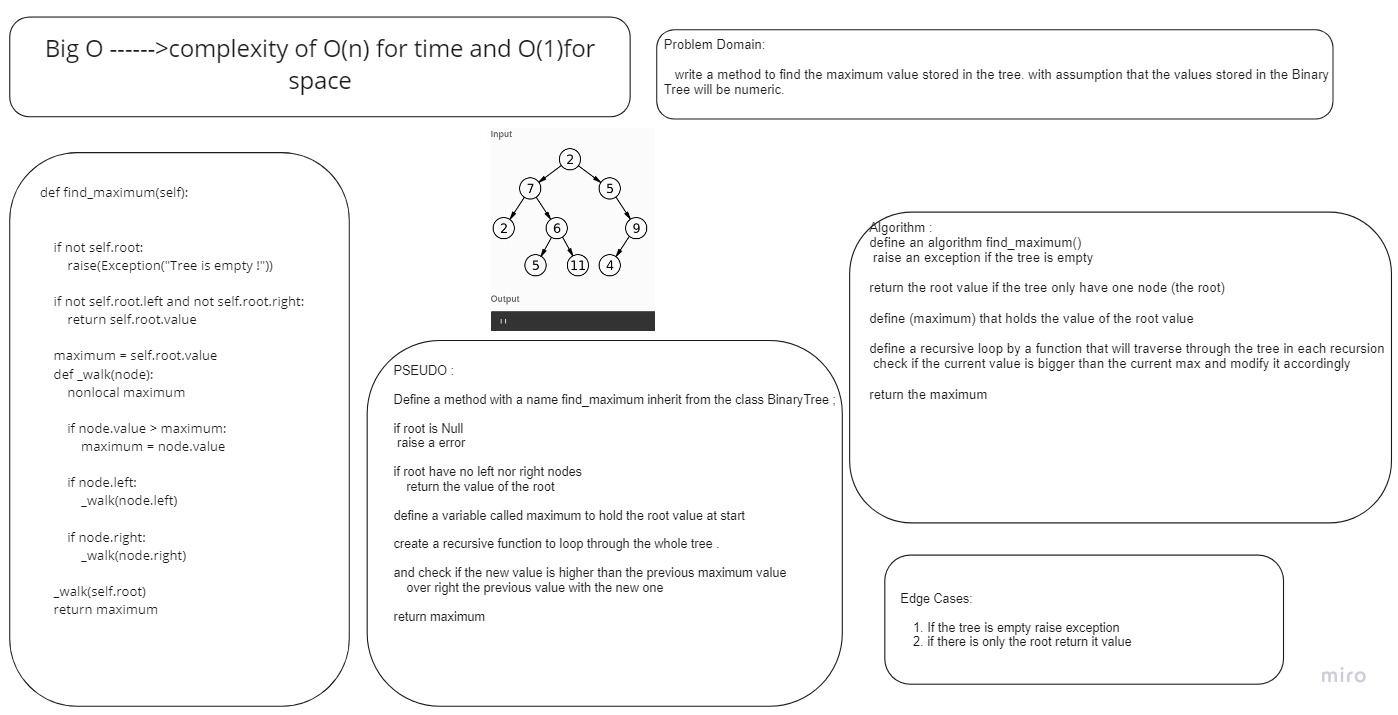 Big O ------>complexity of O(n) for time and O(1)for
space
Problem Domain:
write a method to find the maximum value stored in the tree. with assumption that the values stored in the Binary
Tree will be numeric.
Input
2
7
5
2
6
9
5
11
4
Output
11
def find_maximum(self):
if not self.root:
raise(Exception("Tree is empty !"))
if not self.root.left and not self.root.right:
return self.root.value
maximum = self.root.value
def _walk(node):
nonlocal maximum
if node.value > maximum:
maximum = node.value
if node.left:
_walk(node.left)
if node.right:
_walk(node.right)
_walk(self.root)
return maximum
PSEUDO :
Define a method with a name find_maximum inherit from the class BinaryTree ;
if root is Null
raise a error
if root have no left nor right nodes
return the value of the root
define a variable called maximum to hold the root value at start
create a recursive function to loop through the whole tree .
and check if the new value is higher than the previous maximum value
over right the previous value with the new one
return maximum
Algorithm :
define an algorithm find_maximum()
raise an exception if the tree is empty
return the root value if the tree only have one node (the root)
define (maximum) that holds the value of the root value
define a recursive loop by a function that will traverse through the tree in each recursion
check if the current value is bigger than the current max and modify it accordingly
return the maximum
Edge Cases:
1. If the tree is empty raise exception
2. if there is only the root return it value
miro